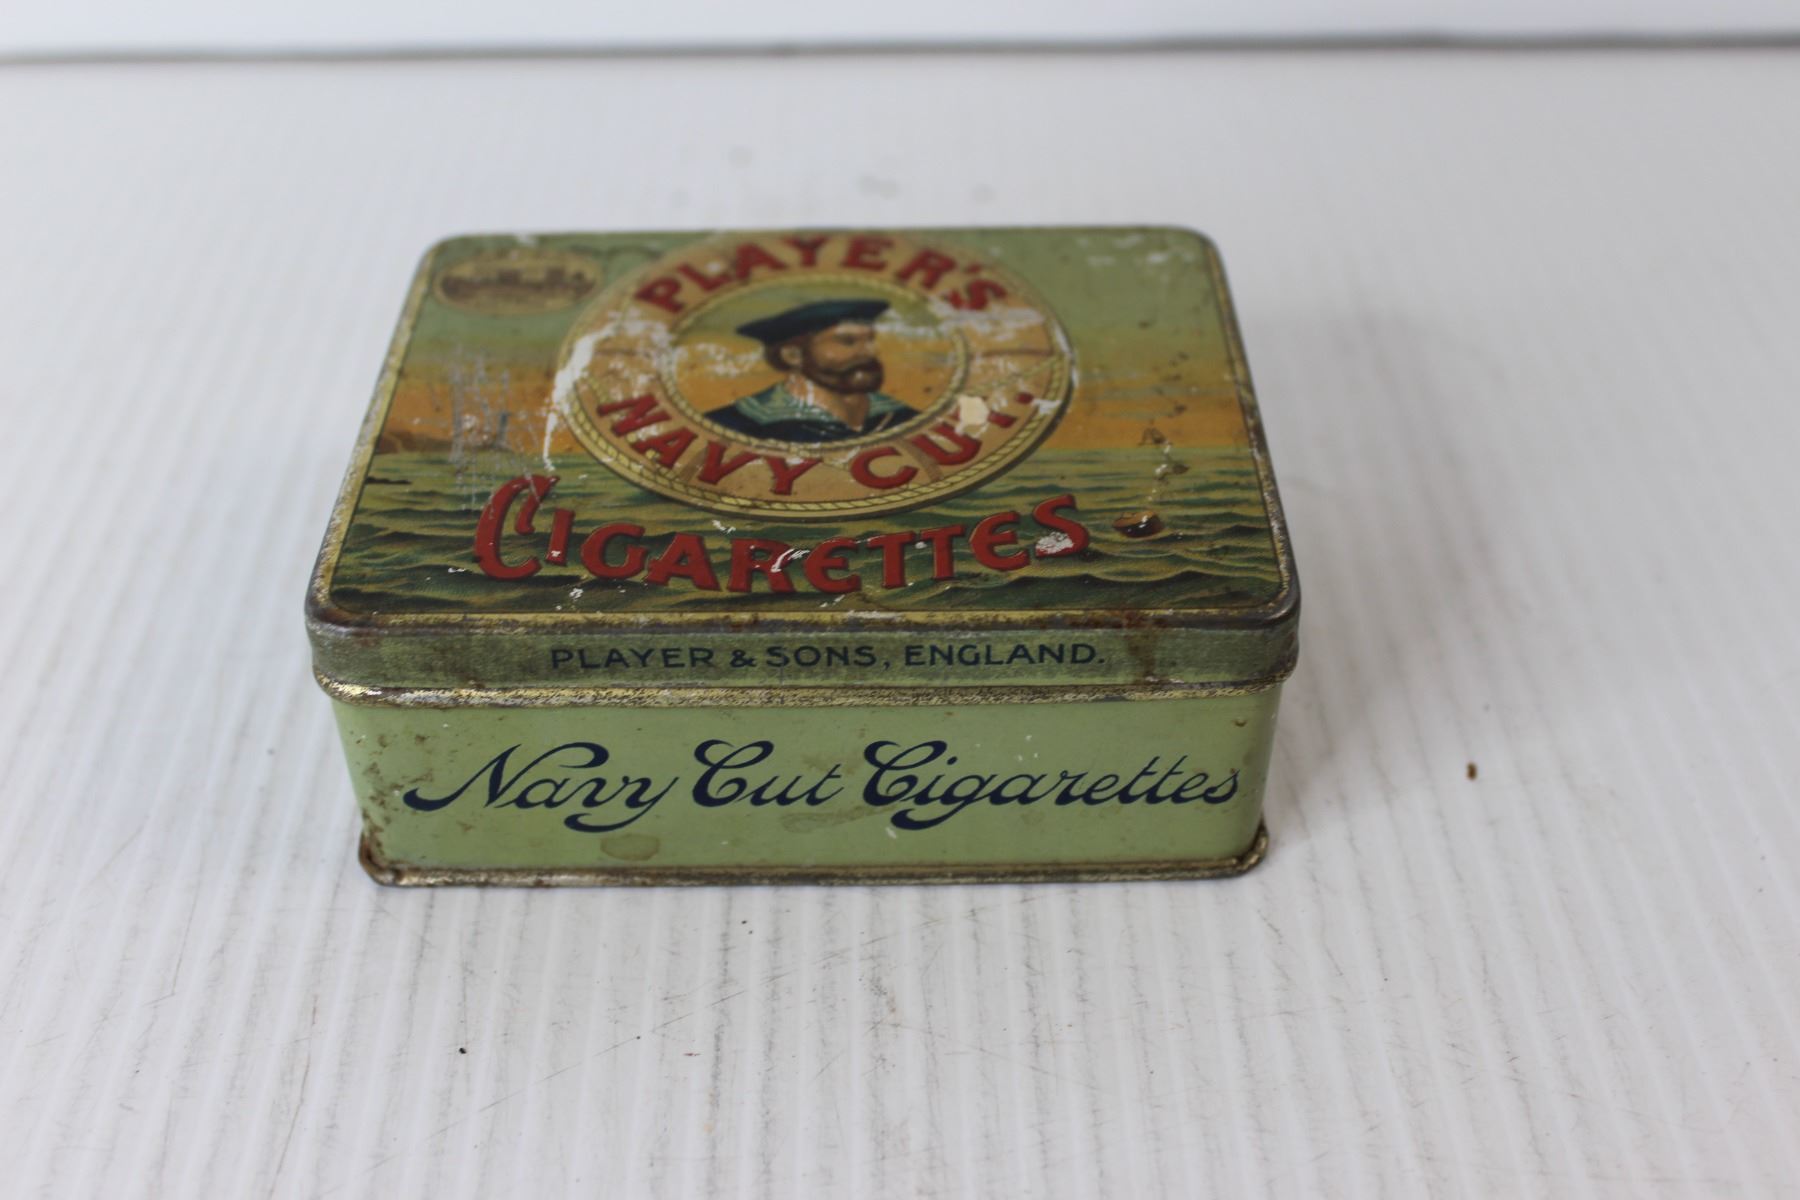 PLAYER'S
NAVY CUT.
CIGARETTES
PLAYER & SONS, ENGLAND.
Navy Cut Cigarettes